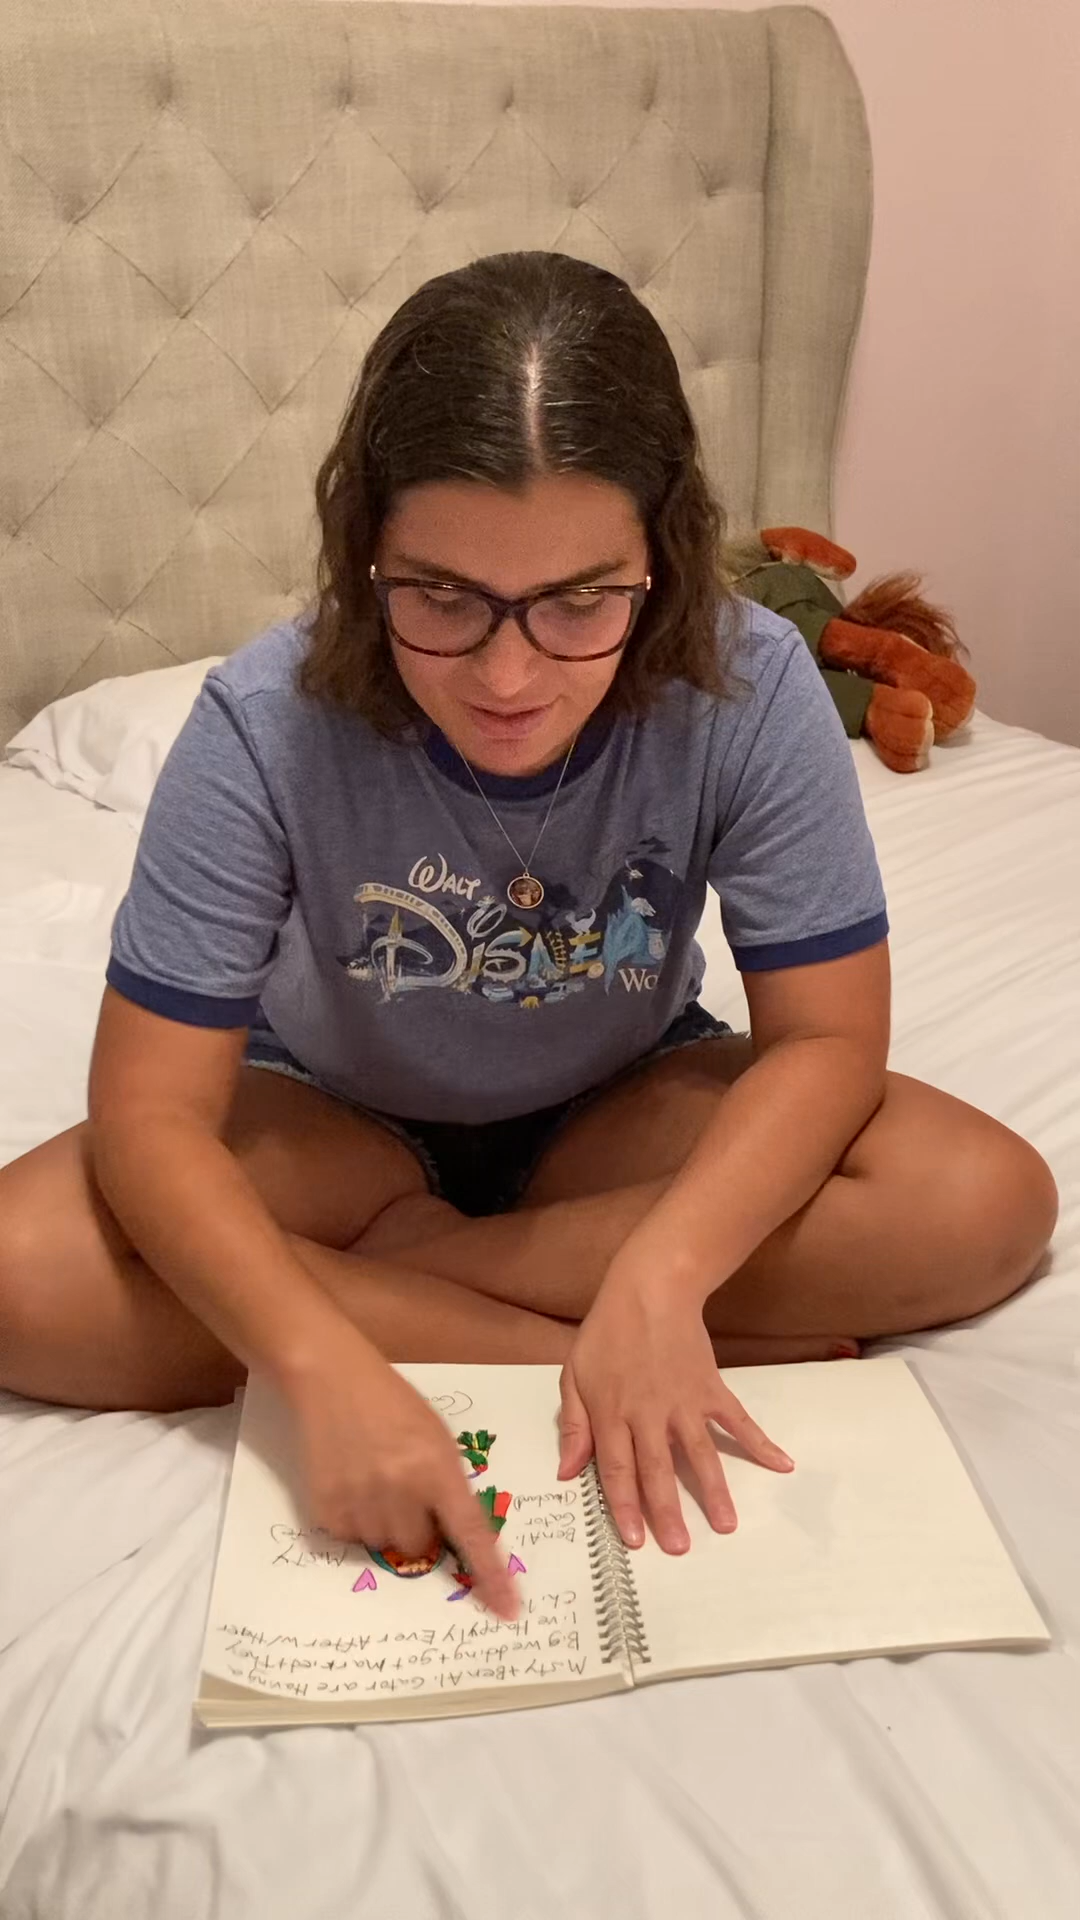 WALT
DISNEY
Wo
Misty + Ben Al. Gator are Having a
Big wedding + got Married + They
Live Happily Ever After w/ their
Ben Al.
Gator
(Husband)
Misty